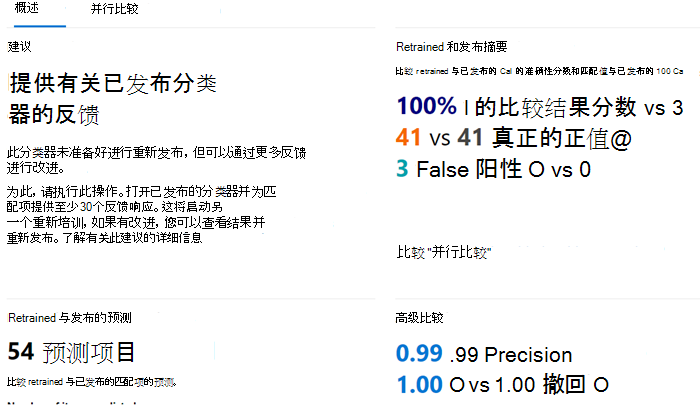 概述
并行比较
建议
提供有关已发布分类
器的反馈
此分类器未准备好进行重新发布，但可以通过更多反馈
进行改进。
为此，请执行此操作。打开已发布的分类器并为匹
配项提供至少30个反馈响应。这将启动另
一个重新培训，如果有改进，您可以查看结果并
重新发布。了解有关此建议的详细信息
Retrained 和发布摘要
比较 retrained 与已发布的 Cal 的准确性分数和匹配值与已发布的 100 Ca
100% I 的比较结果分数 vs 3
41 vs 41 真正的正值@
3 False 阳性 O vs 0
比较"并行比较"
Retrained 与发布的预测
54 预测项目
比较 retrained 与已发布的匹配项的预测。
高级比较
0.99 .99 Precision
1.00 O vs 1.00 撤回 O